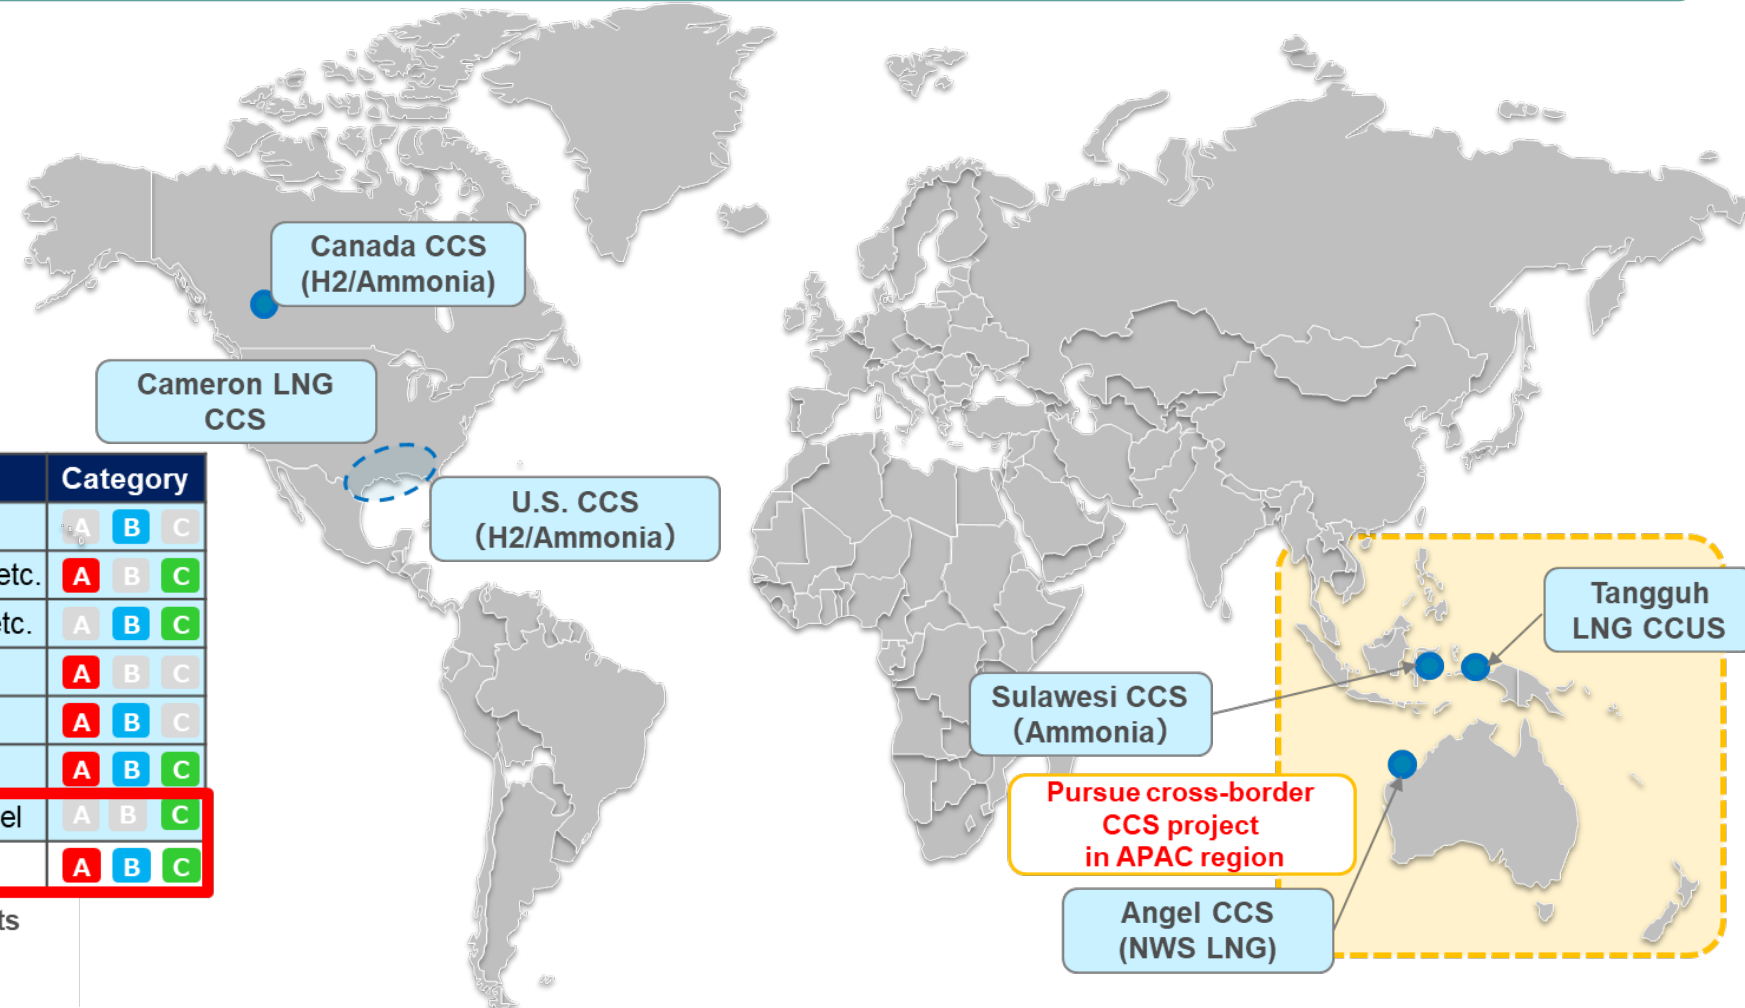 Canada CCS
(H2/Ammonia)
Cameron LNG
CCS
U.S. CCS
（H2/Ammonia）
Category
A B C
etc. A B C
etc. A B C
A B C
A B C
A B C
el A B C
A B C
ts
Tangguh
LNG CCUS
Sulawesi CCS
（Ammonia）
Pursue cross-border
CCS project
in APAC region
Angel CCS
(NWS LNG)